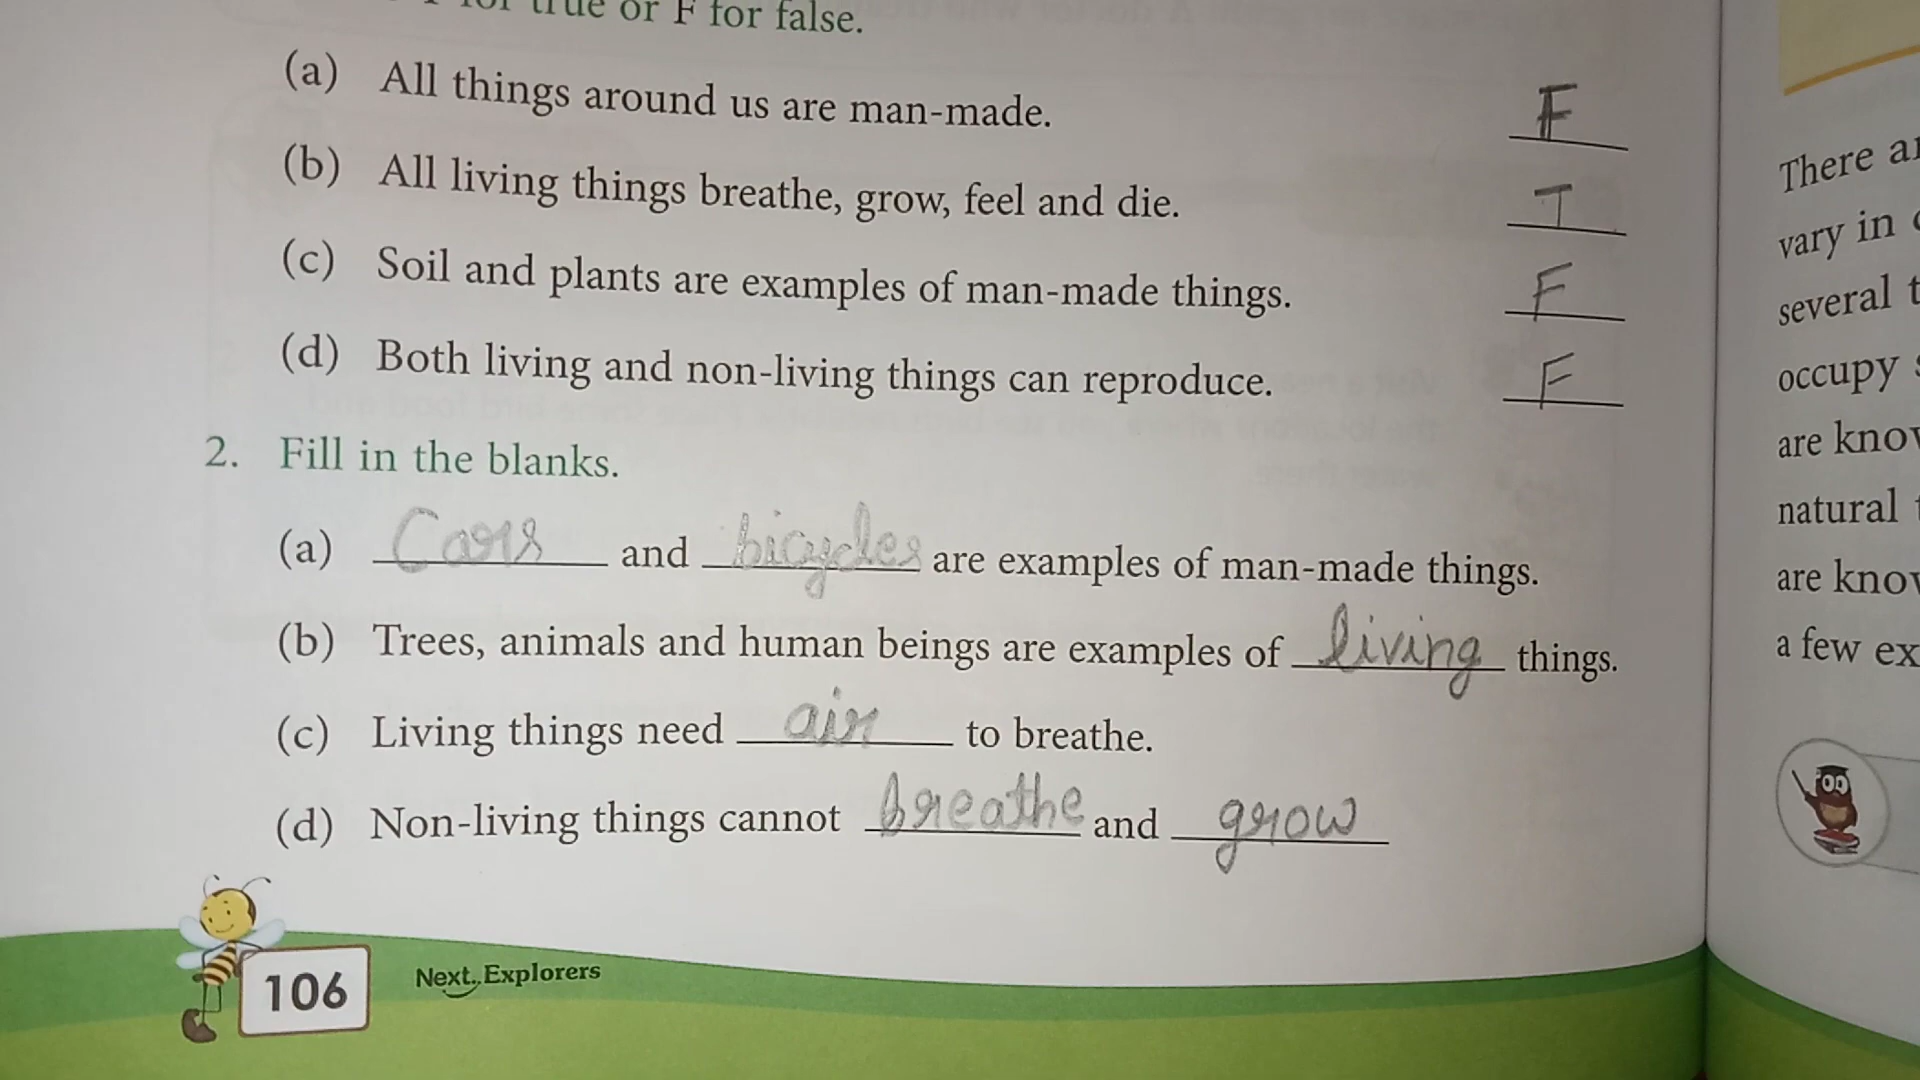 for true or F for false.
(a) All things around us are man-made. F
(b) All living things breathe, grow, feel and die. T
(c) Soil and plants are examples of man-made things. F
(d) Both living and non-living things can reproduce. F
2. Fill in the blanks.
(a) Cars and bicycles are examples of man-made things.
(b) Trees, animals and human beings are examples of living things.
(c) Living things need air to breathe.
(d) Non-living things cannot breathe and grow
106 Next Explorers
There
vary in
several
occupy
are
natural
are
a few